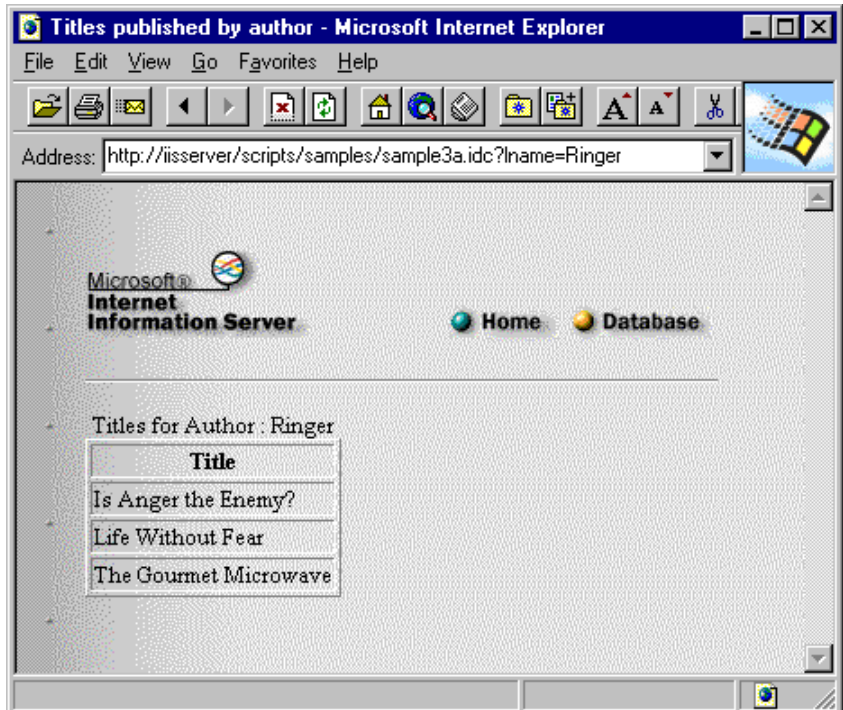 Titles published by author - Microsoft Internet Explorer
File Edit View Go Favorites Help
A A
Address: http://iisserver/scripts/samples/sample3a.idc?lname=Ringer
Microsoft®
Internet
Information Server
Home Database
Titles for Author : Ringer
Title
Is Anger the Enemy?
Life Without Fear
The Gourmet Microwave